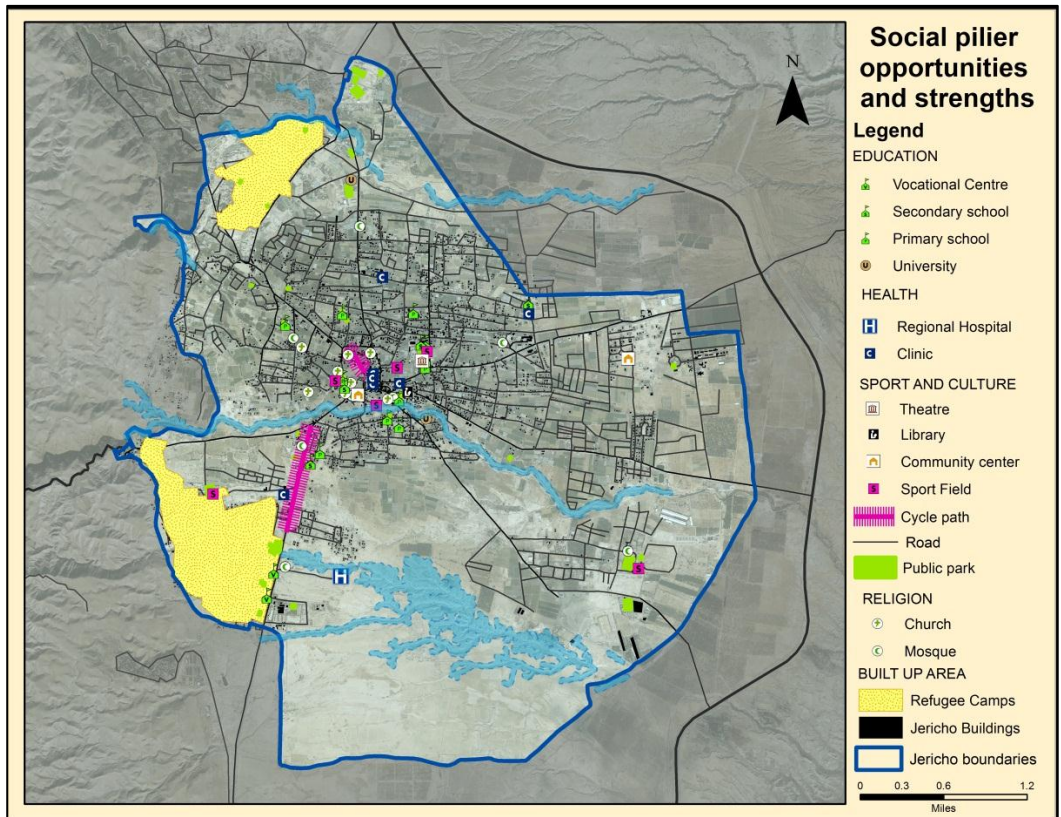 Social pilier
opportunities
and strengths
N
Legend
EDUCATION
Vocational Centre
Secondary school
Primary school
U University
HEALTH
H Regional Hospital
C Clinic
SPORT AND CULTURE
Theatre
Library
Community center
S Sport Field
Cycle path
Road
Public park
RELIGION
Church
Mosque
BUILT UP AREA
Refugee Camps
Jericho Buildings
Jericho boundaries
0 0.3 0.6 1.2
Miles